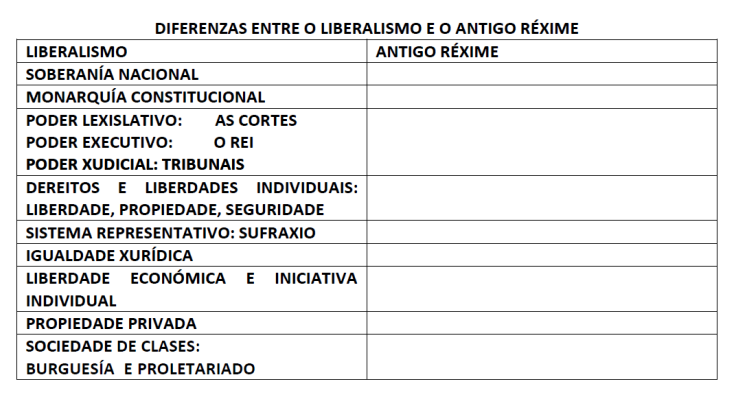 DIFERENZAS ENTRE O LIBERALISMO E O ANTIGO RÉXIME
LIBERALISMO ANTIGO RÉXIME
SOBERANÍA NACIONAL
MONARQUÍA CONSTITUCIONAL
PODER LEXISLATIVO: AS CORTES
PODER EXECUTIVO: O REI
PODER XUDICIAL: TRIBUNAIS
DEREITOS E LIBERDADES INDIVIDUAIS:
LIBERDADE, PROPIEDADE, SEGURIDADE
SISTEMA REPRESENTATIVO: SUFRAXIO
IGUALDADE XURÍDICA
LIBERDADE ECONÓMICA E INICIATIVA
INDIVIDUAL
PROPIEDADE PRIVADA
SOCIEDADE DE CLASES:
BURGUESÍA E PROLETARIADO